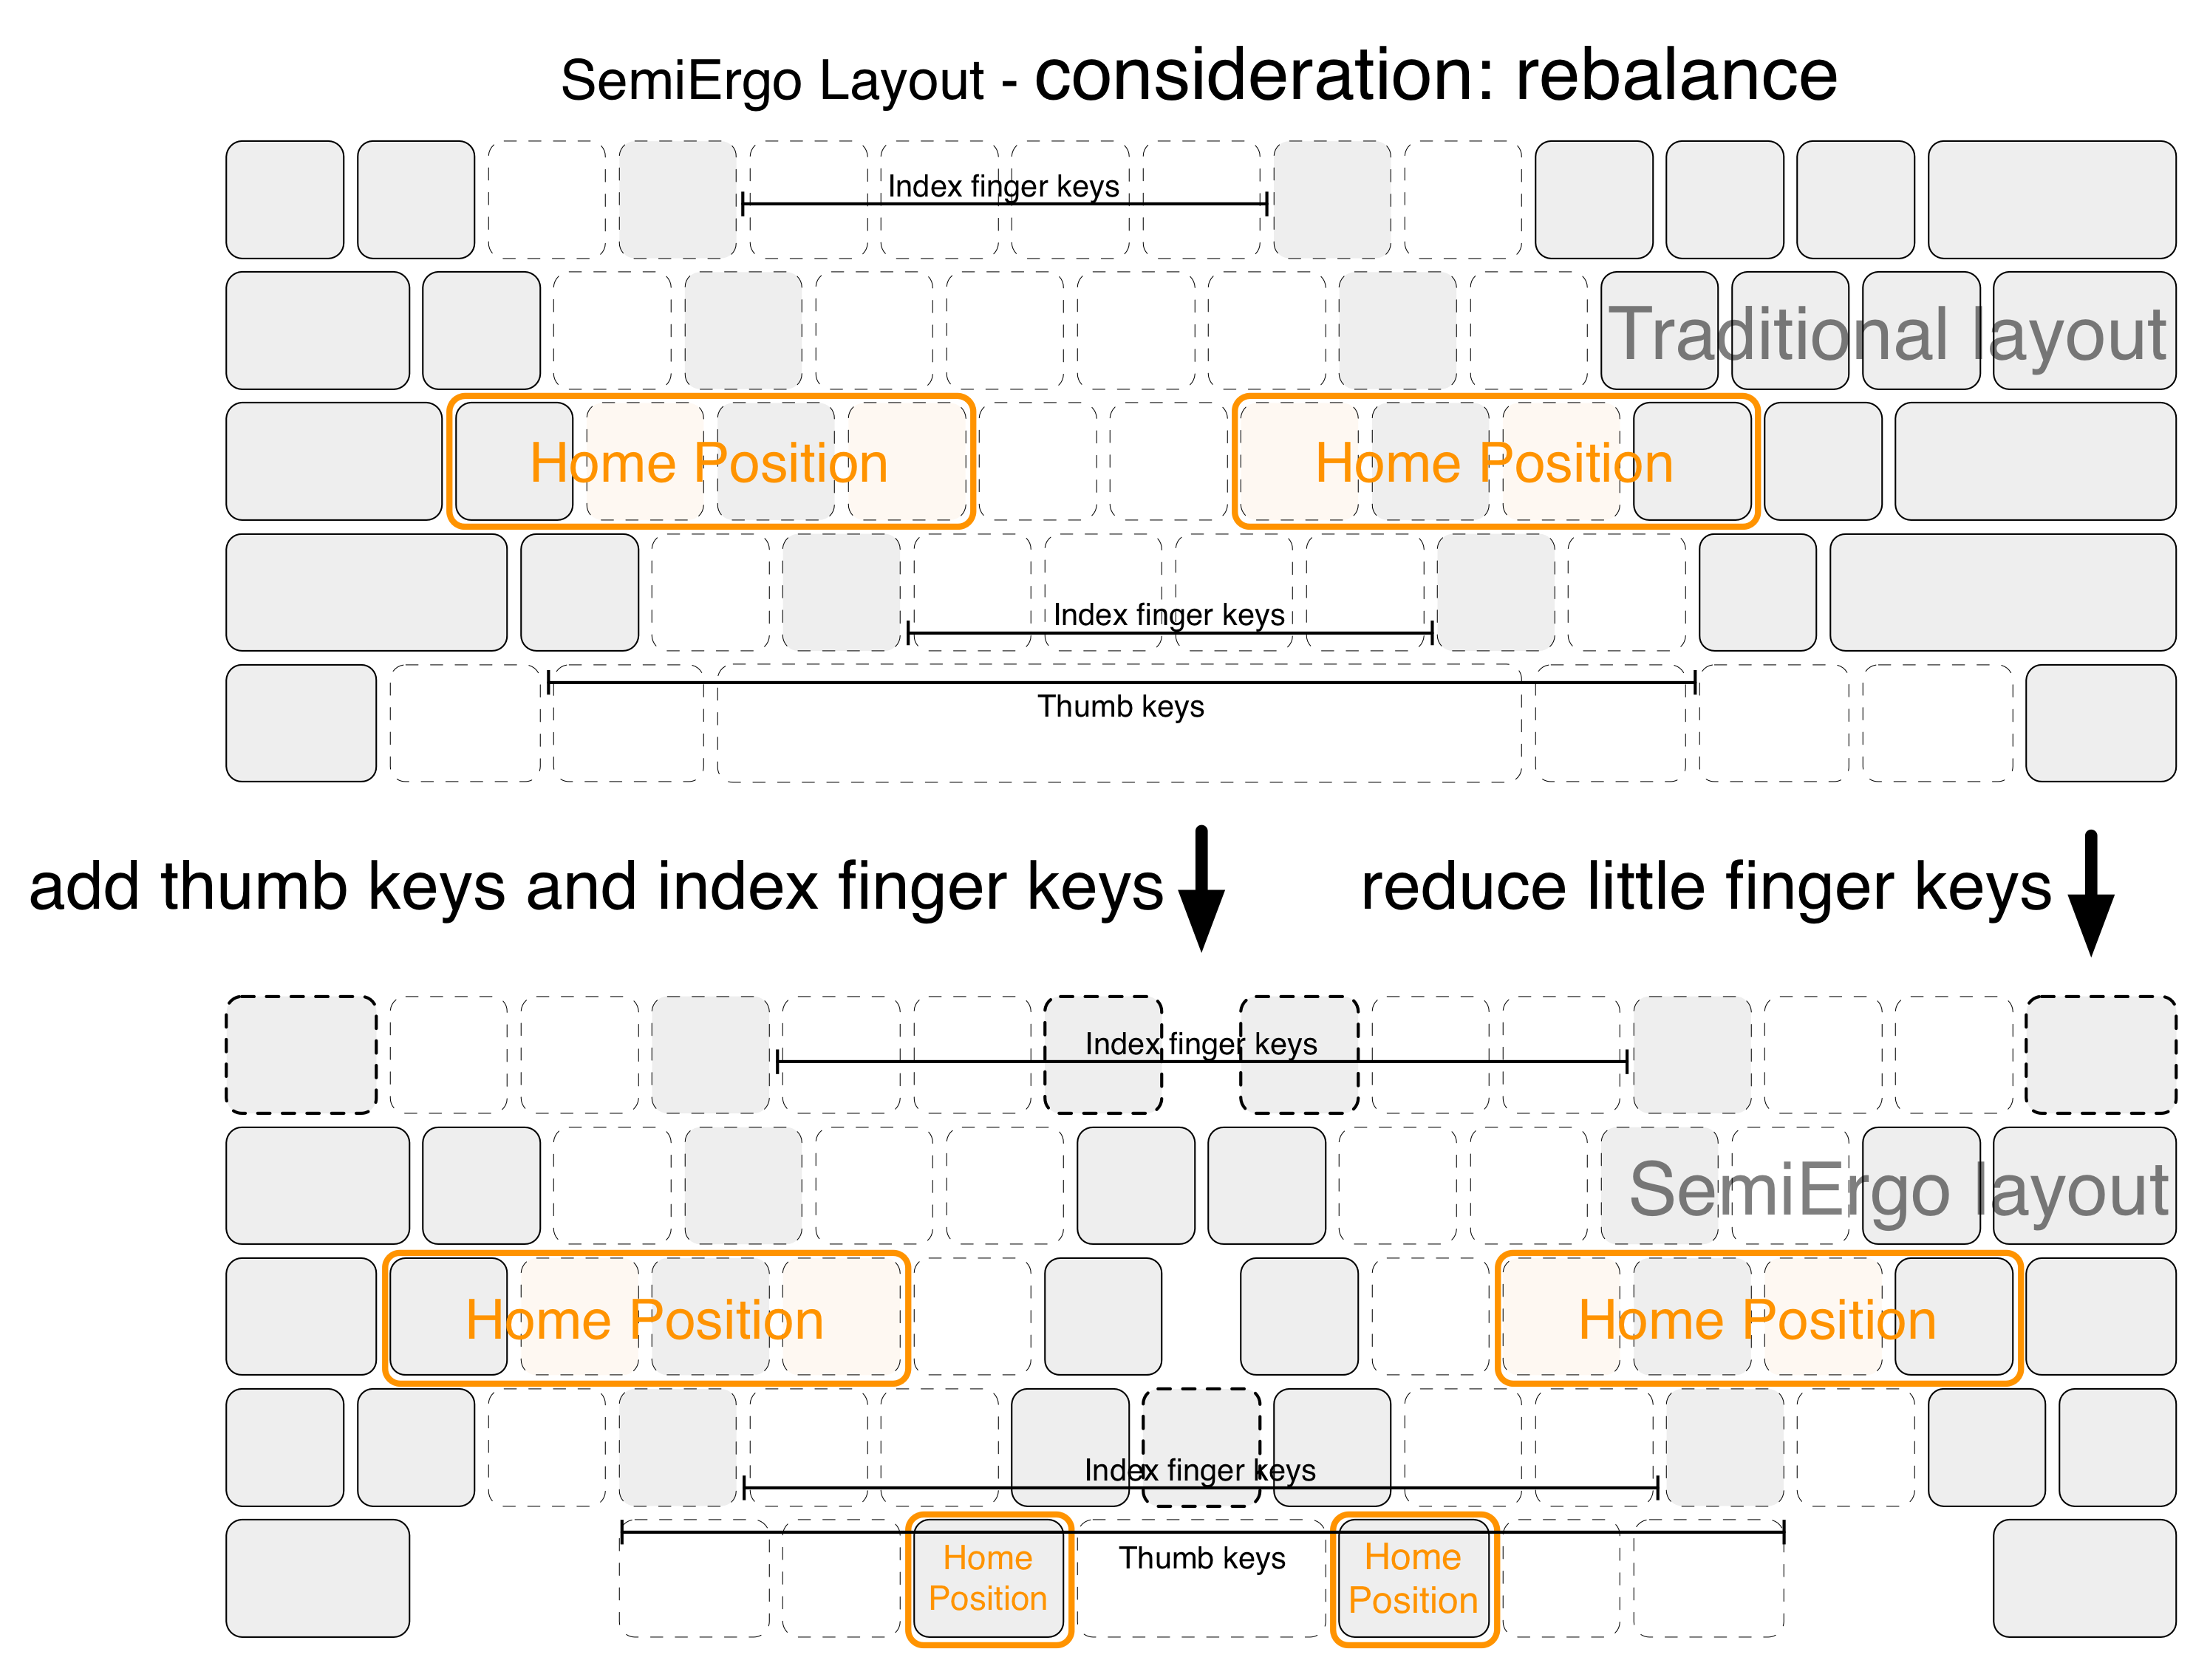 SemiErgo Layout - consideration: rebalance
Index finger keys
Traditional layout
Home Position
Home Position
Index finger keys
Thumb keys
add thumb keys and index finger keys
reduce little finger keys
Index finger keys
SemiErgo layout
Home Position
Home Position
Index finger keys
Home
Position
Thumb keys
Home
Position